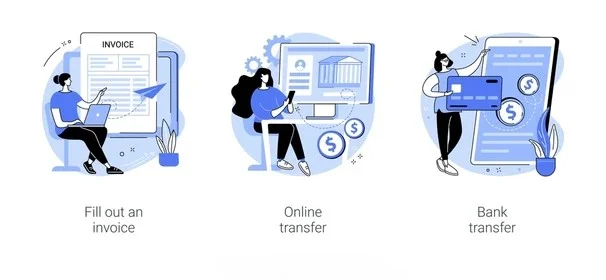 INVOICE
Fill out an
invoice
Online
transfer
Bank
transfer
$
$
$
$